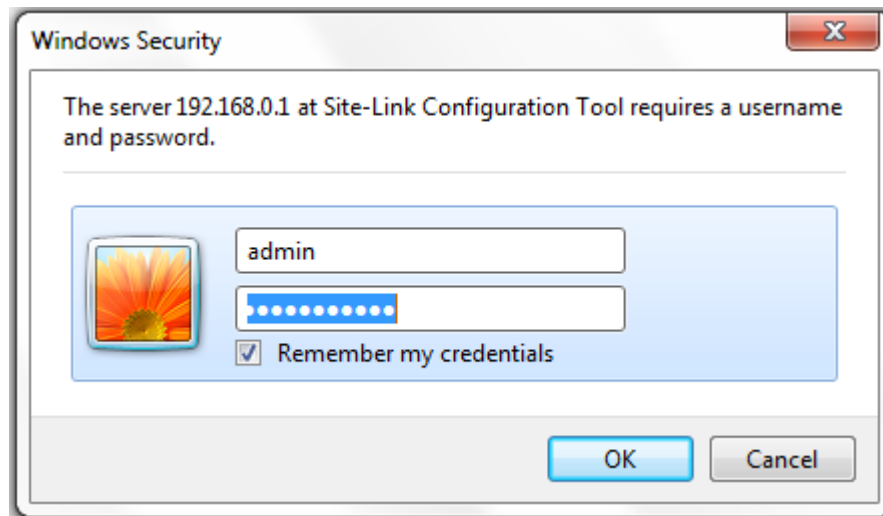 Windows Security
The server 192.168.0.1 at Site-Link Configuration Tool requires a username
and password.
admin
●●●●●●●●●●●
Remember my credentials
OK
Cancel